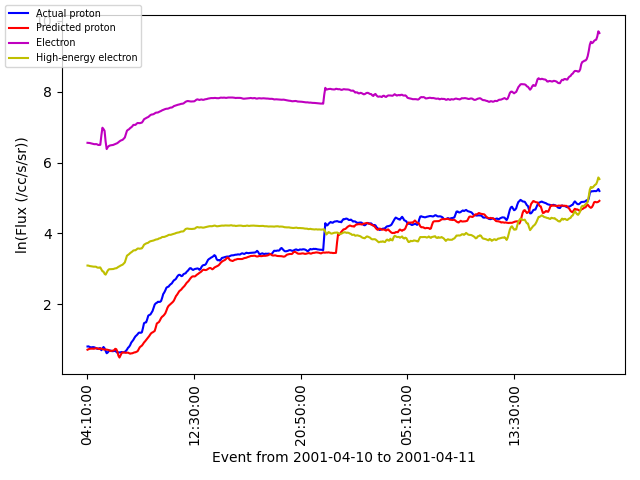 Actual proton
Predicted proton
Electron
High-energy electron
8
6
4
2
ln(Flux (/cc/s/sr))
04:10:00
12:30:00
20:50:00
05:10:00
13:30:00
Event from 2001-04-10 to 2001-04-11